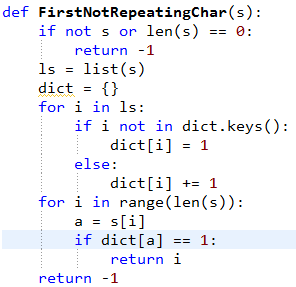 def FirstNotRepeatingChar(s):
    if not s or len(s) == 0:
        return -1
    ls = list(s)
    dict = {}
    for i in ls:
        if i not in dict.keys():
            dict[i] = 1
        else:
            dict[i] += 1
    for i in range(len(s)):
        a = s[i]
        if dict[a] == 1:
            return i
    return -1